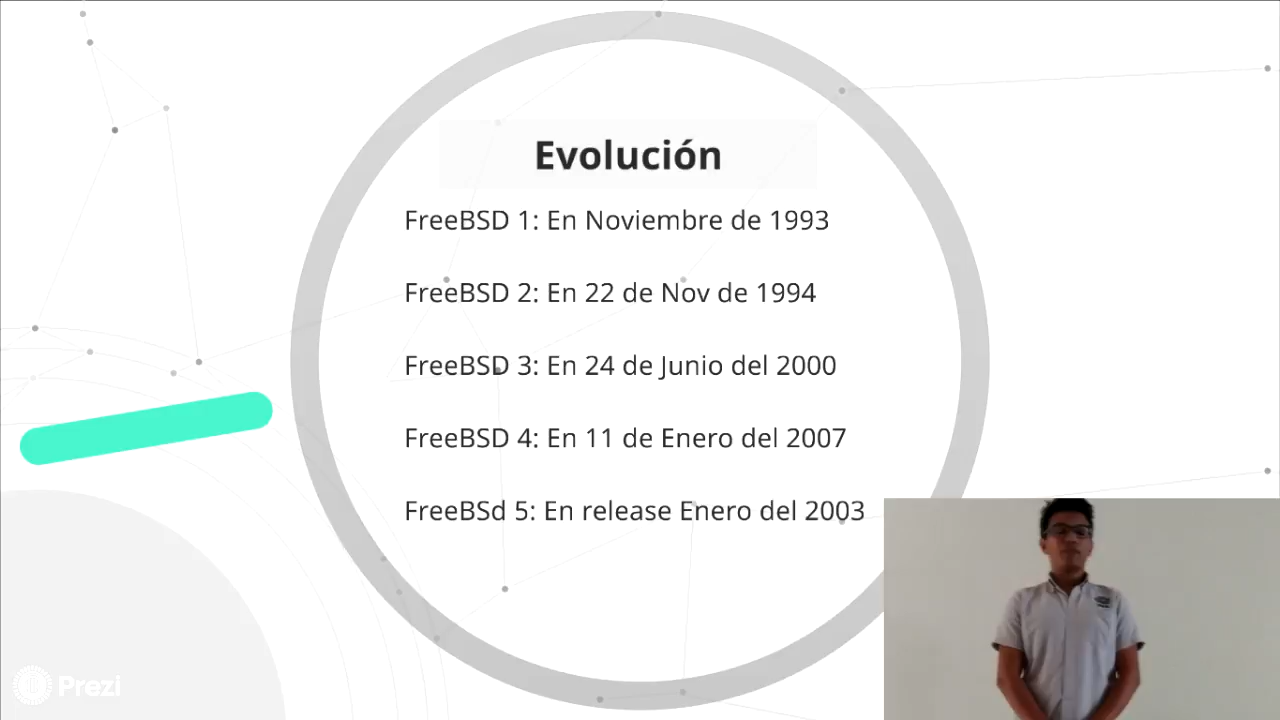 Evolución
FreeBSD 1: En Noviembre de 1993
FreeBSD 2: En 22 de Nov de 1994
FreeBSD 3: En 24 de Junio del 2000
FreeBSD 4: En 11 de Enero del 2007
FreeBSd 5: En release Enero del 2003
Prezi